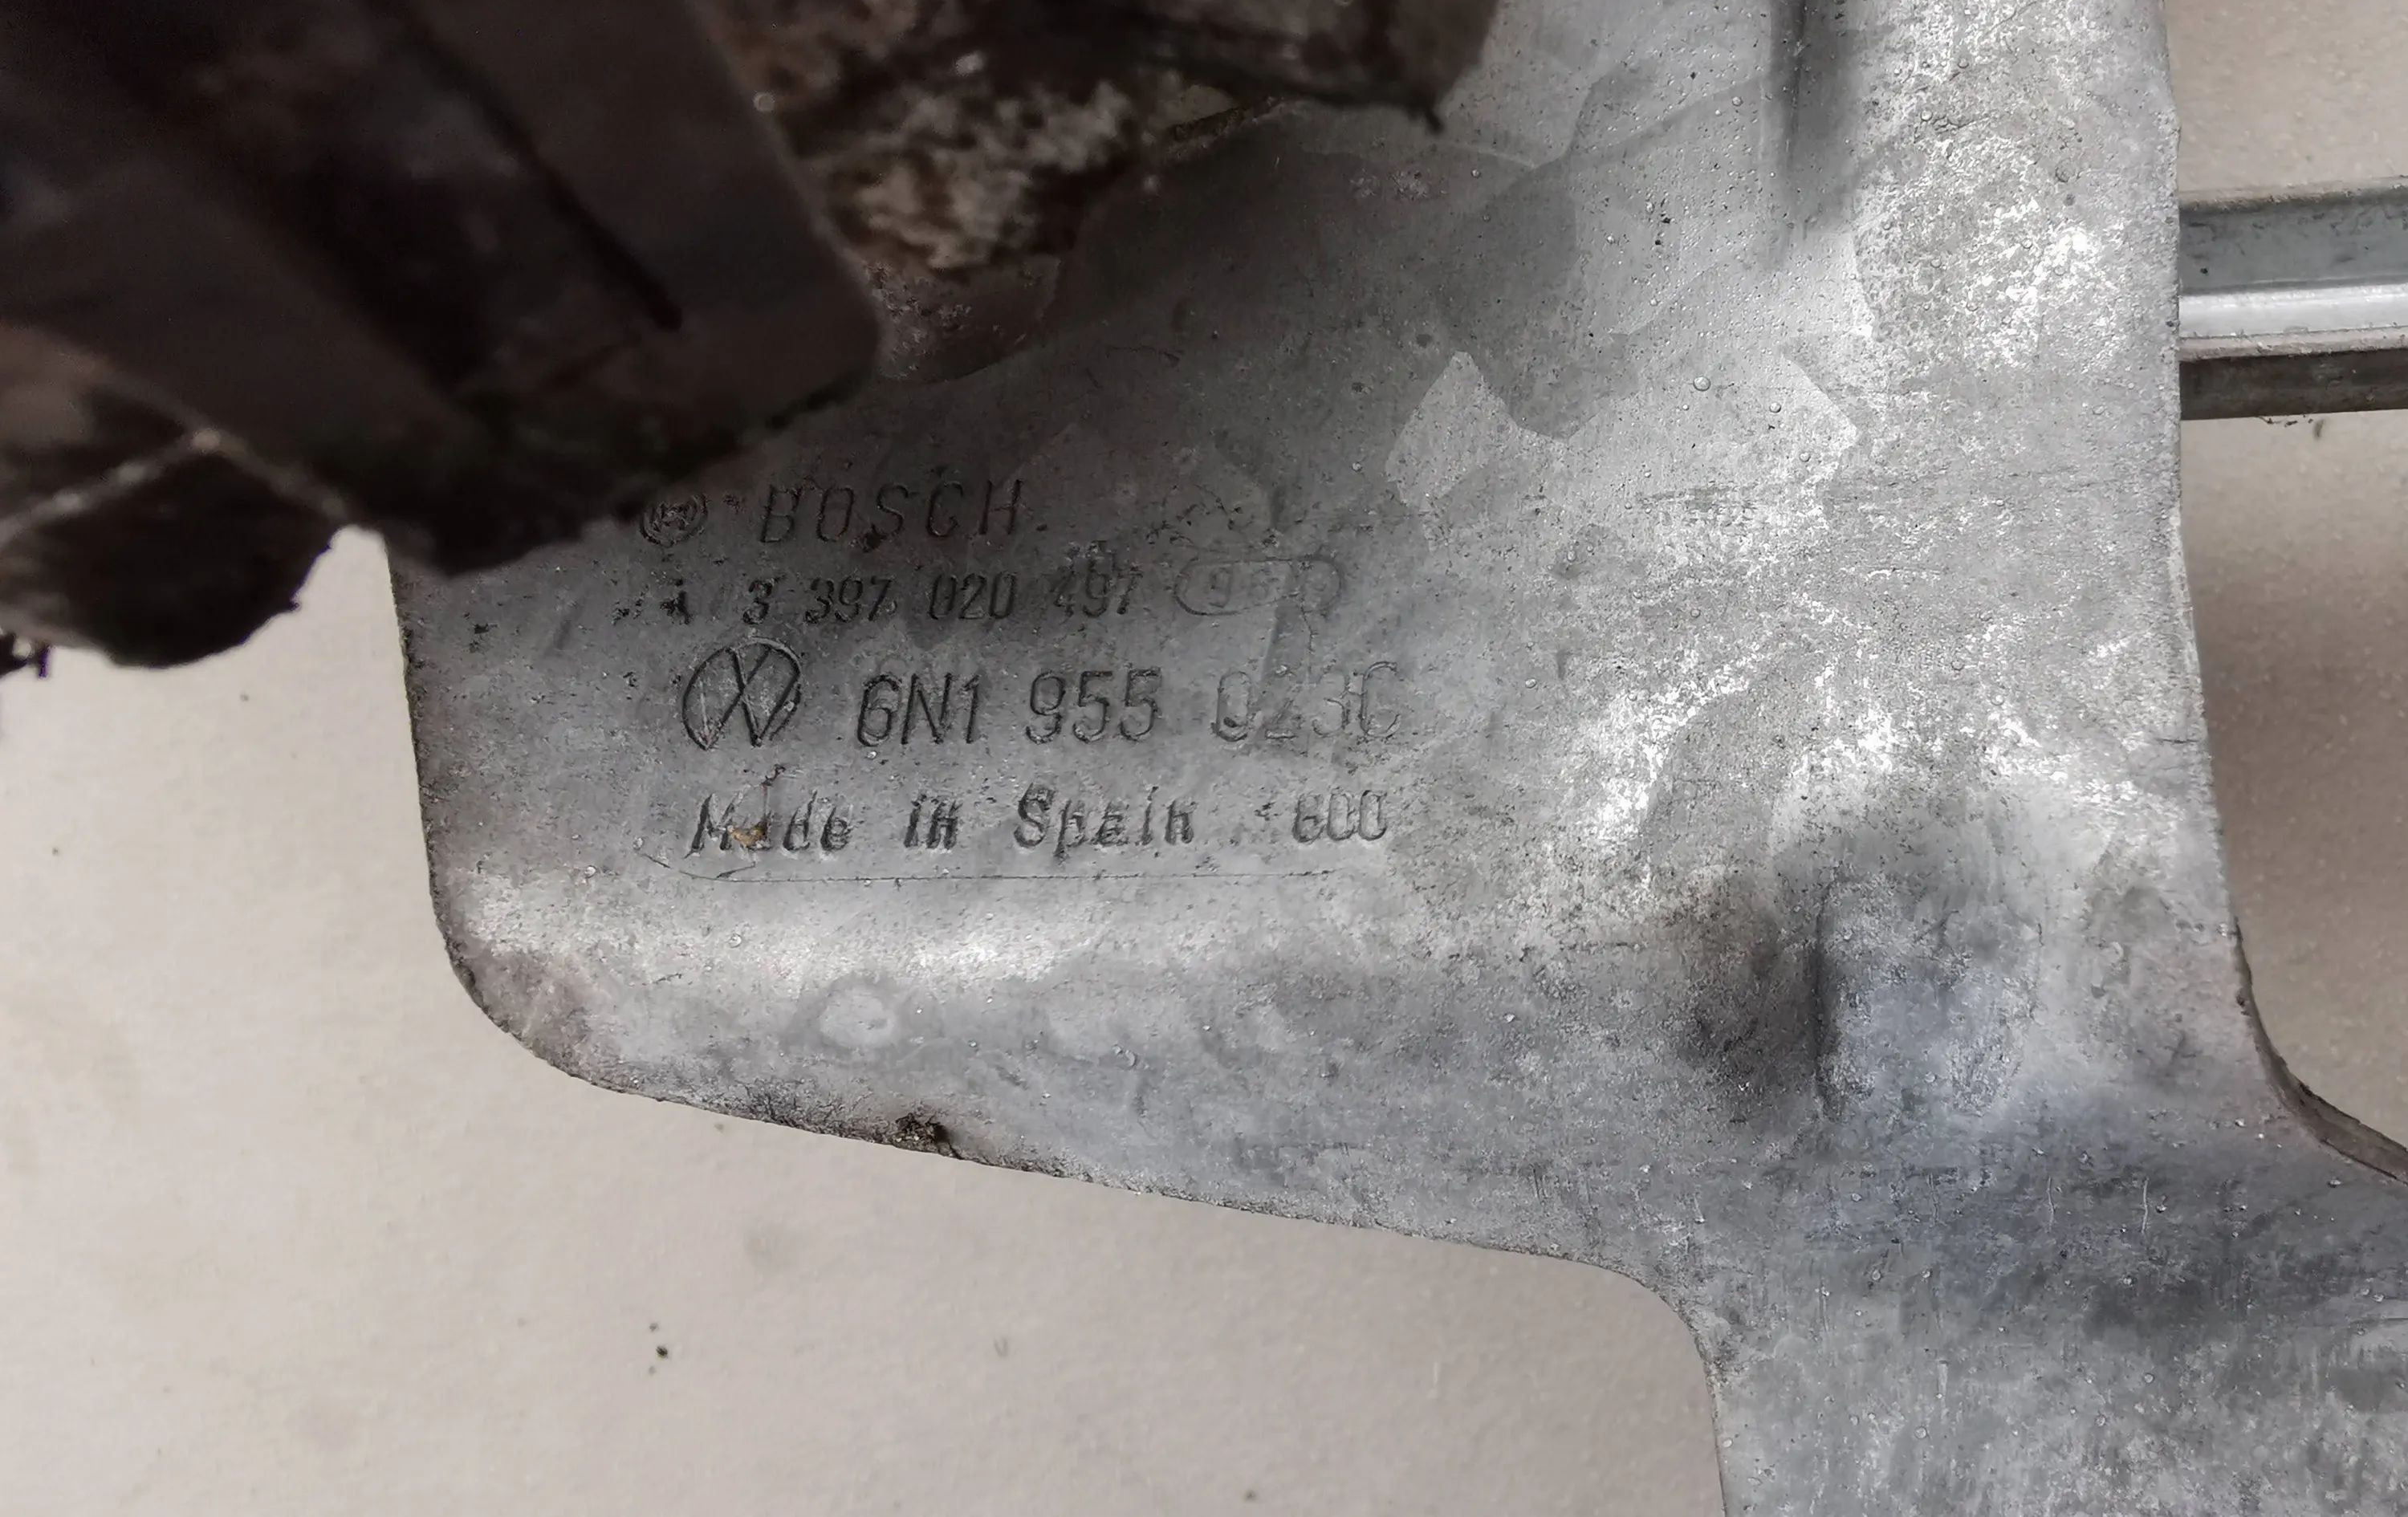 BOSCH
3 397 020 497
6N1 955 023C
Made in Spain 600